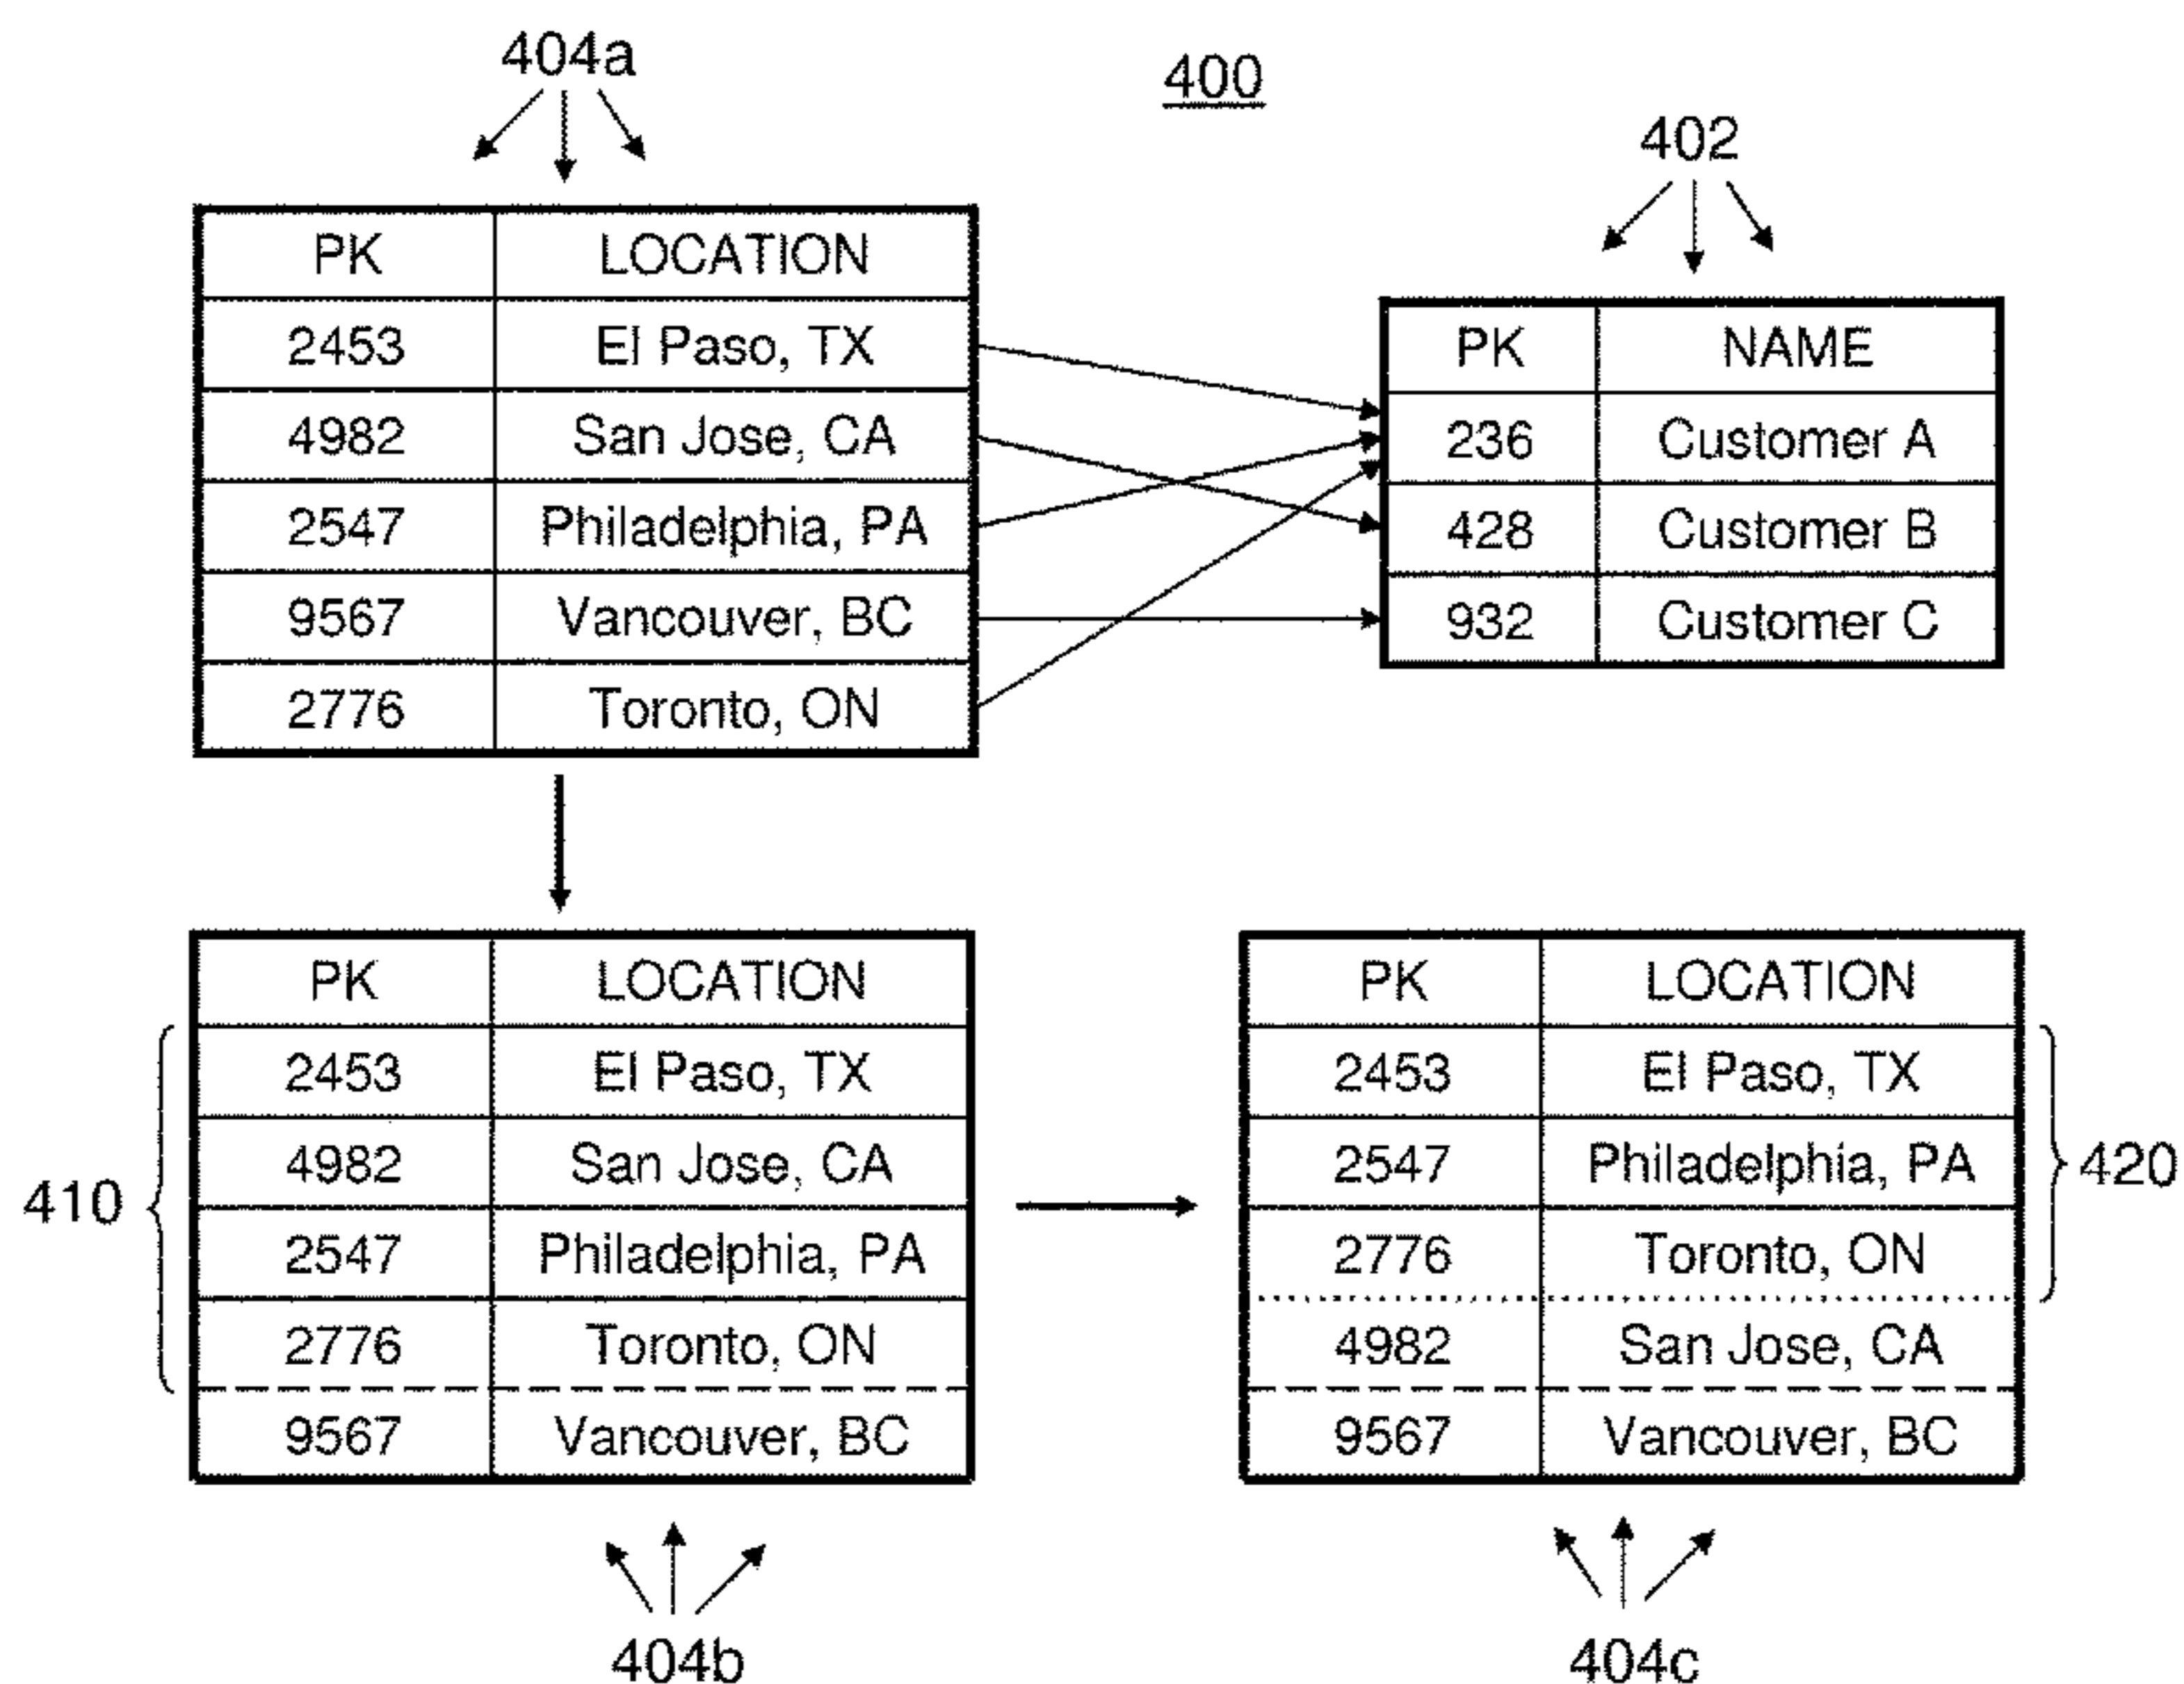 404a
400
402
PK LOCATION
2453 El Paso, TX
4982 San Jose, CA
2547 Philadelphia, PA
9567 Vancouver, BC
2776 Toronto, ON
PK NAME
236 Customer A
428 Customer B
932 Customer C
410
PK LOCATION
2453 El Paso, TX
4982 San Jose, CA
2547 Philadelphia, PA
2776 Toronto, ON
9567 Vancouver, BC
PK LOCATION
2453 El Paso, TX
2547 Philadelphia, PA
2776 Toronto, ON
4982 San Jose, CA
9567 Vancouver, BC
420
404b
404c